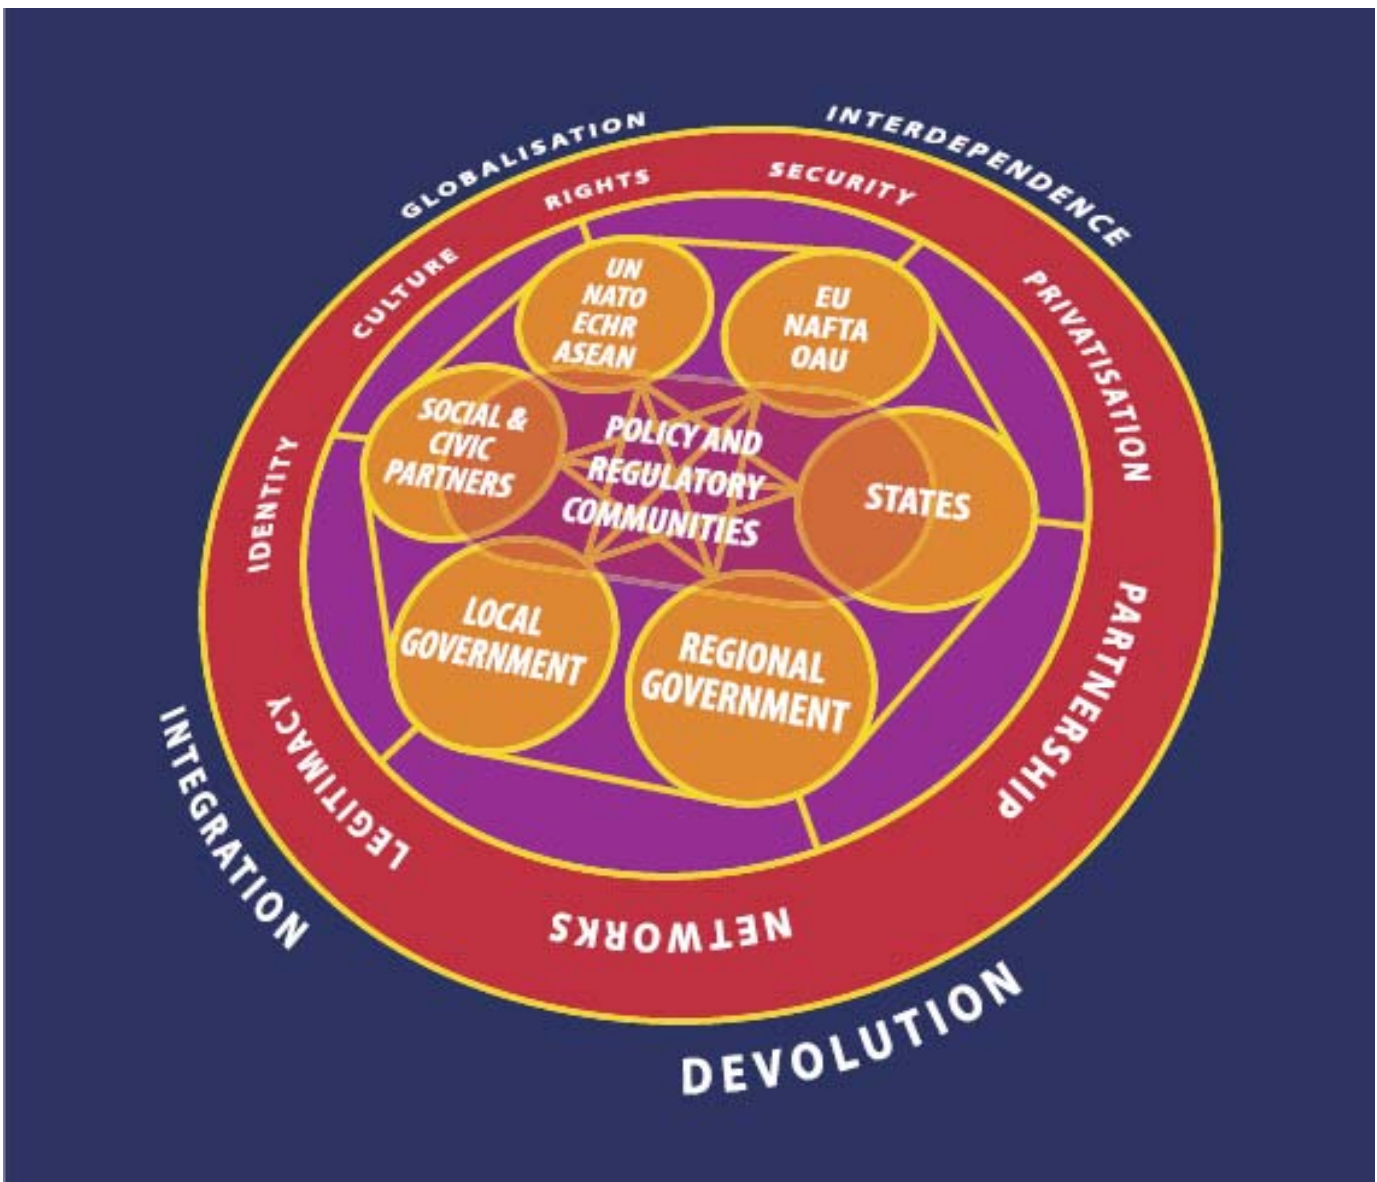 GLOBALISATION
INTERDEPENDENCE
RIGHTS
SECURITY
CULTURE
PRIVATISATION
IDENTITY
PARTNERSHIP
LEGITIMACY
NETWORKS
INTEGRATION
DEVOLUTION
UN
NATO
ECHR
ASEAN
EU
NAFTA
OAU
SOCIAL &
CIVIC
PARTNERS
POLICY AND
REGULATORY
COMMUNITIES
STATES
LOCAL
GOVERNMENT
REGIONAL
GOVERNMENT